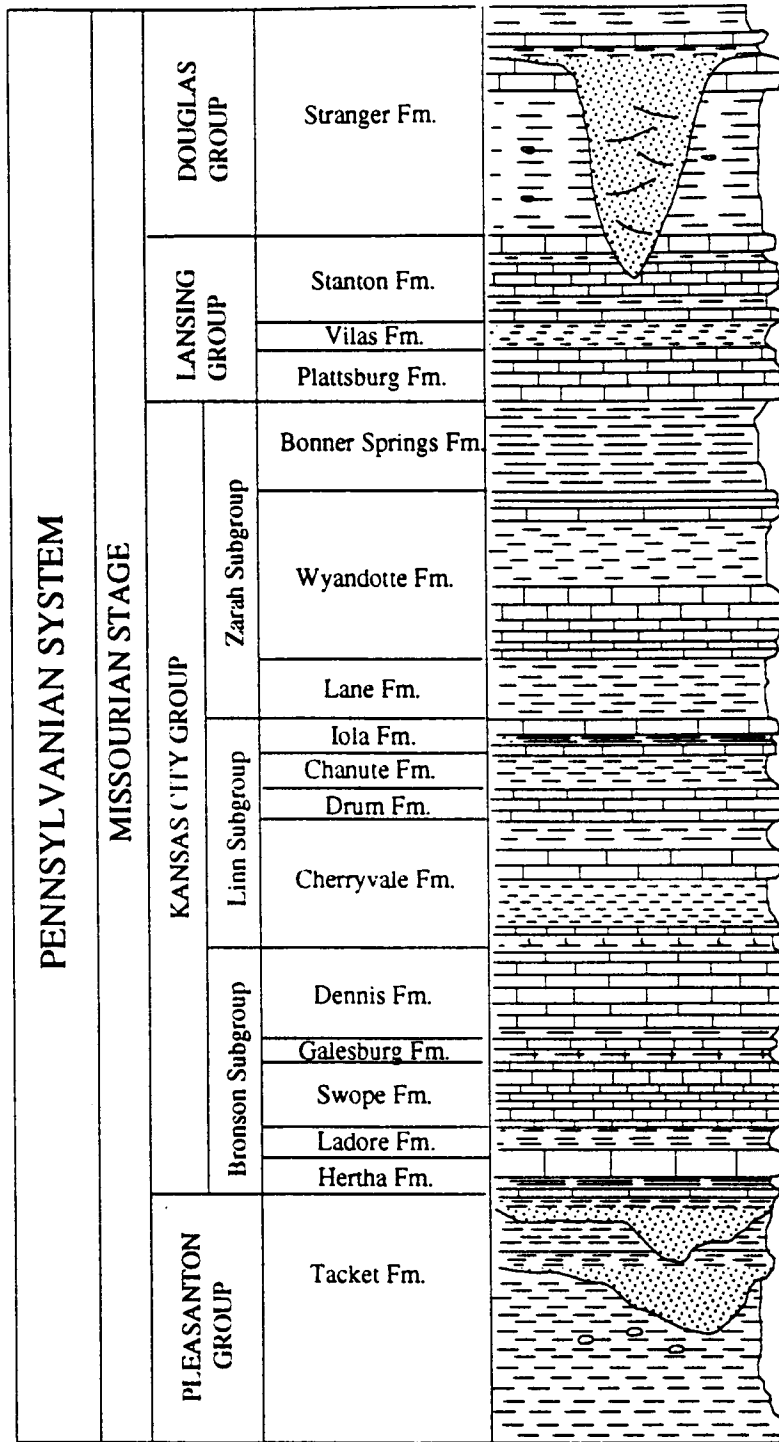 PENNSYLVANIAN SYSTEM
MISSOURIAN STAGE
DOUGLAS
GROUP
Stranger Fm.
LANSING
GROUP
Stanton Fm.
Vilas Fm.
Plattsburg Fm.
KANSAS CITY GROUP
Zarah Subgroup
Bonner Springs Fm.
Wyandotte Fm.
Lane Fm.
Linn Subgroup
Iola Fm.
Chanute Fm.
Drum Fm.
Cherryvale Fm.
Bronson Subgroup
Dennis Fm.
Galesburg Fm.
Swope Fm.
Ladore Fm.
Hertha Fm.
PLEASANTON
GROUP
Tacket Fm.